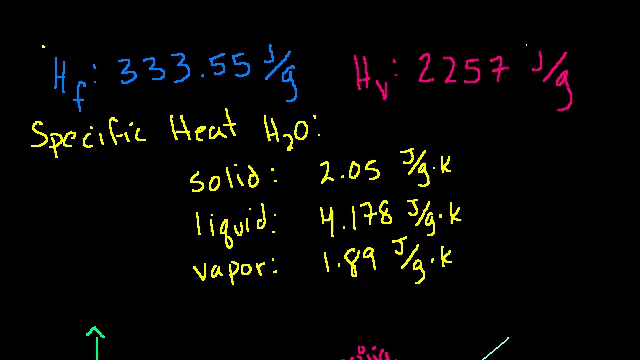 Hf: 333.55 J/g Hv: 2257 J/g
Specific Heat H₂O:
solid: 2.05 J/g·k
liquid: 4.178 J/g·k
vapor: 1.89 J/g·k